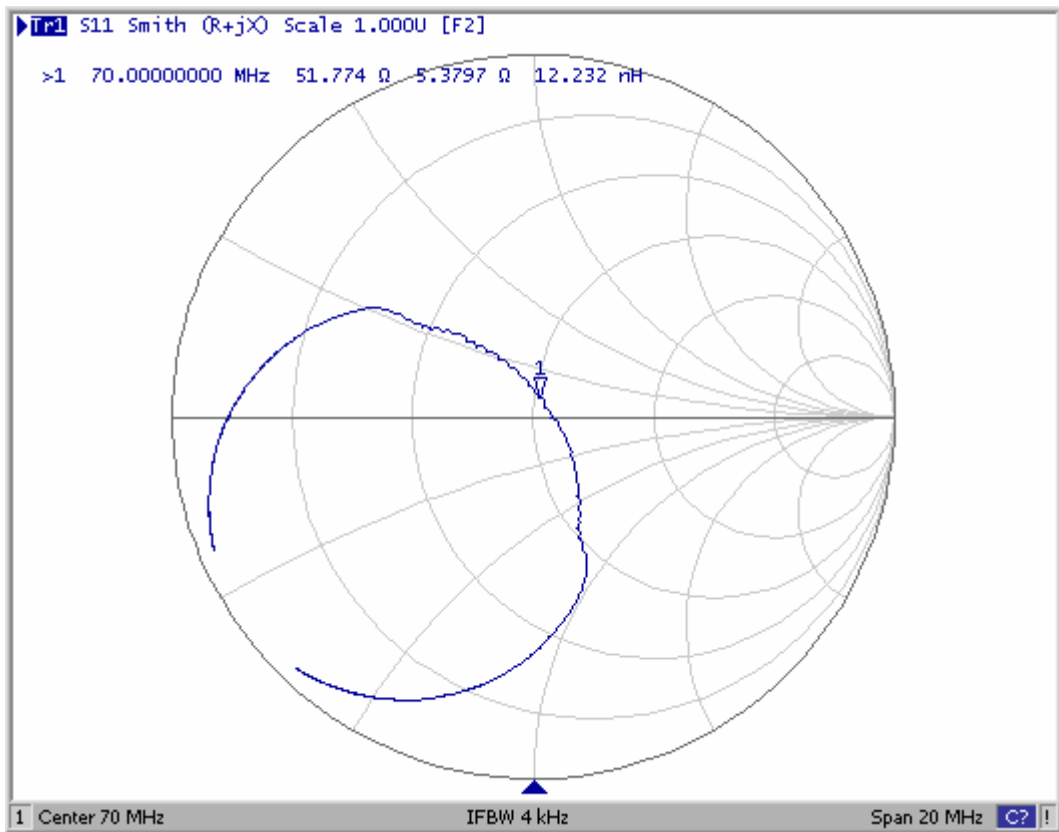 Tr1 S11 Smith (R+jX) Scale 1.000U [F2]
>1 70.00000000 MHz 51.774 Ω 5.3797 Ω 12.232 nH
1
1 Center 70 MHz IFBW 4 kHz Span 20 MHz C? !